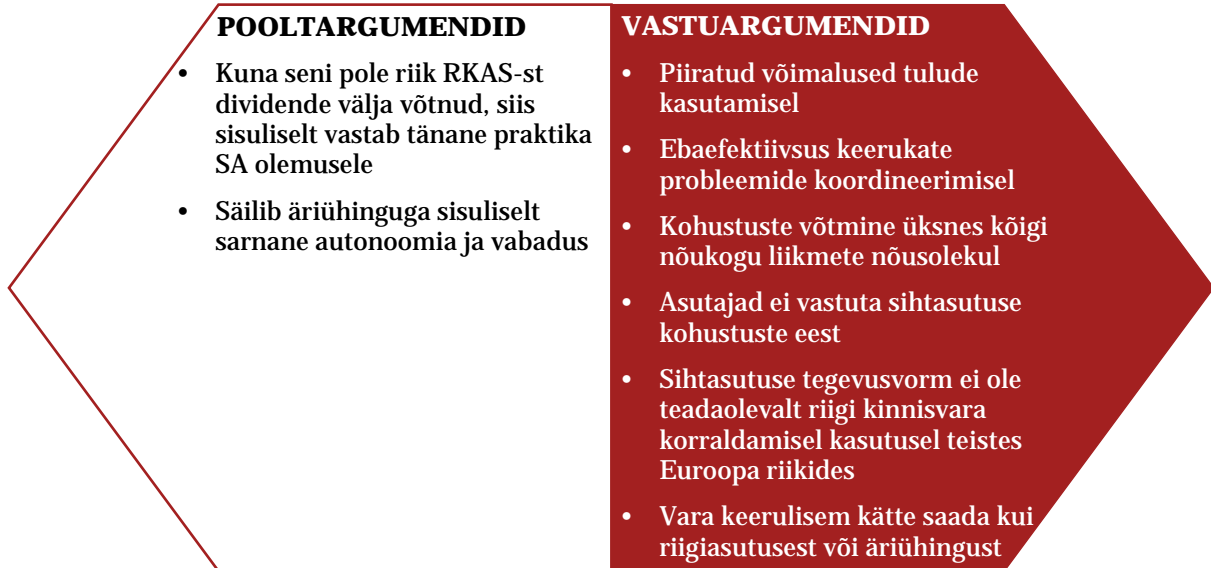 POOLTARGUMENDID
• Kuna seni pole riik RKAS-st
dividende välja võtnud, siis
sisuliselt vastab tänane praktika
SA olemusele
• Säilib äriühinguga sisuliselt
sarnane autonoomia ja vabadus
VASTUARGUMENDID
• Piiratud võimalused tulude
kasutamisel
• Ebaefektiivsus keerukate
probleemide koordineerimisel
• Kohustuste võtmine üksnes kõigi
nõukogu liikmete nõusolekul
• Asutajad ei vastuta sihtasutuse
kohustuste eest
• Sihtasutuse tegevusvorm ei ole
teadaolevalt riigi kinnisvara
korraldamisel kasutusel teistes
Euroopa riikides
• Vara keerulisem kätte saada kui
riigiasutusest või äriühingust